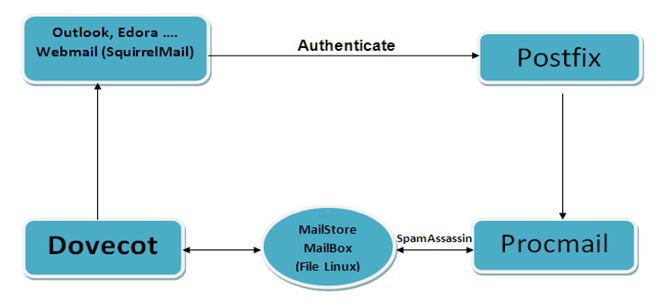 Outlook, Edora ....
Webmail (SquirrelMail)
Authenticate
Postfix
Dovecot
MailStore
MailBox
(File Linux)
SpamAssassin
Procmail